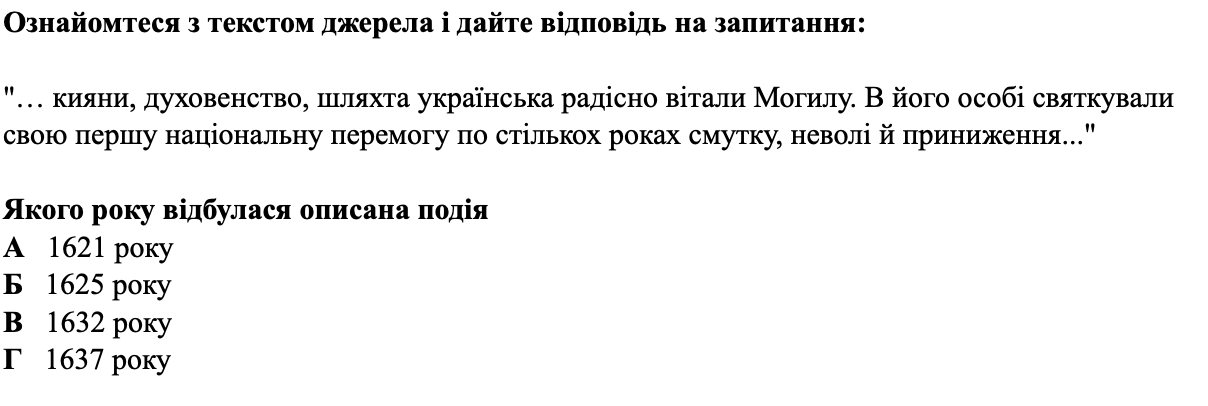 Ознайомтеся з текстом джерела і дайте відповідь на запитання:
"… кияни, духовенство, шляхта українська радісно вітали Могилу. В його особі святкували
свою першу національну перемогу по стількох роках смутку, неволі й приниження..."
Якого року відбулася описана подія
А 1621 року
Б 1625 року
В 1632 року
Г 1637 року